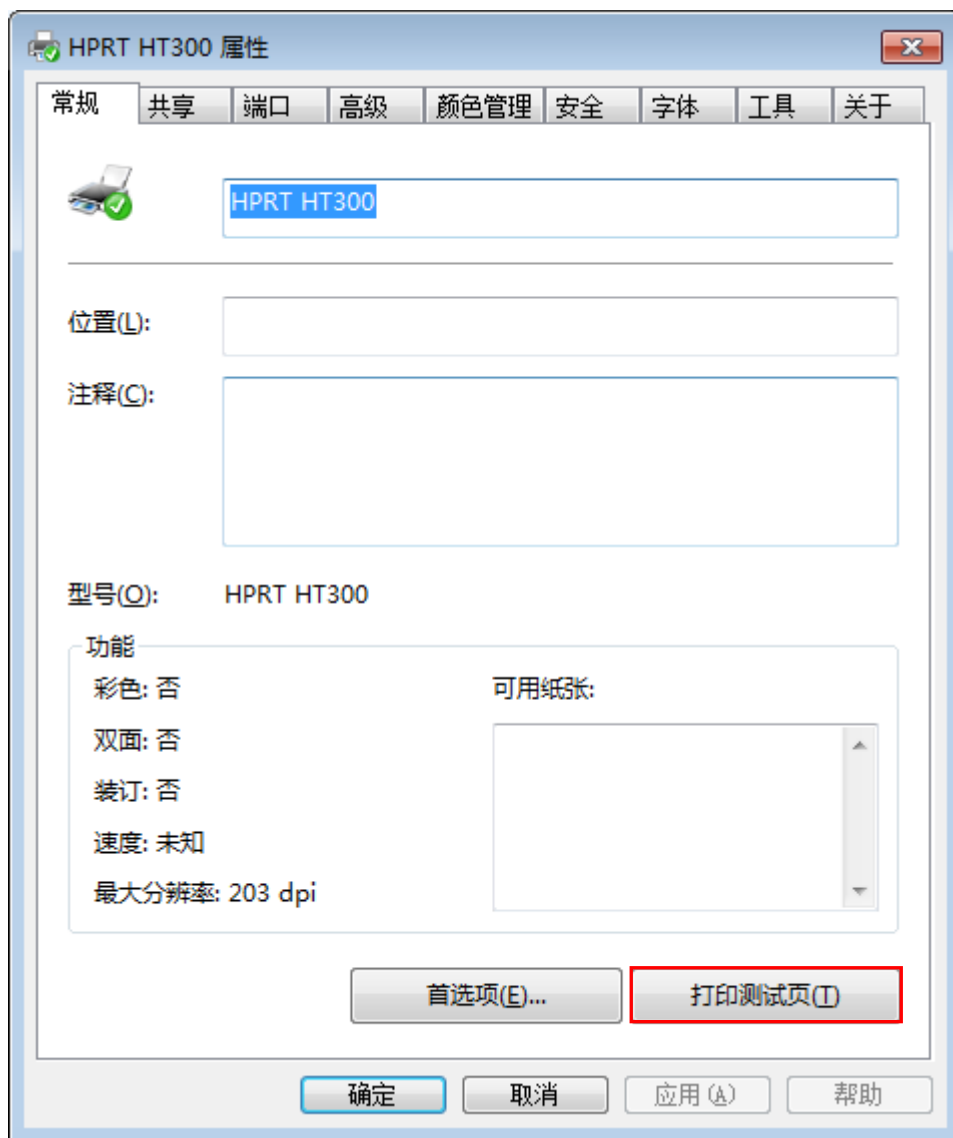 HPRT HT300 属性
常规 共享 端口 高级 颜色管理 安全 字体 工具 关于
HPRT HT300
位置(L):
注释(C):
型号(O): HPRT HT300
功能
彩色: 否 可用纸张:
双面: 否
装订: 否
速度: 未知
最大分辨率: 203 dpi
首选项(E)... 打印测试页(T)
确定 取消 应用(A) 帮助